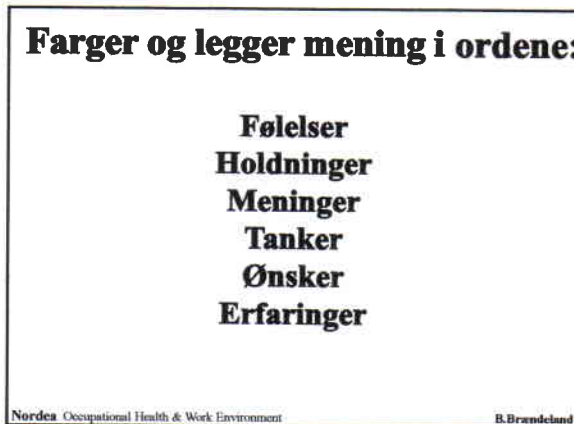 Farger og legger mening i ordene:
Følelser
Holdninger
Meninger
Tanker
Ønsker
Erfaringer
Nordea Occupational Health & Work Environment
B.Brændeland